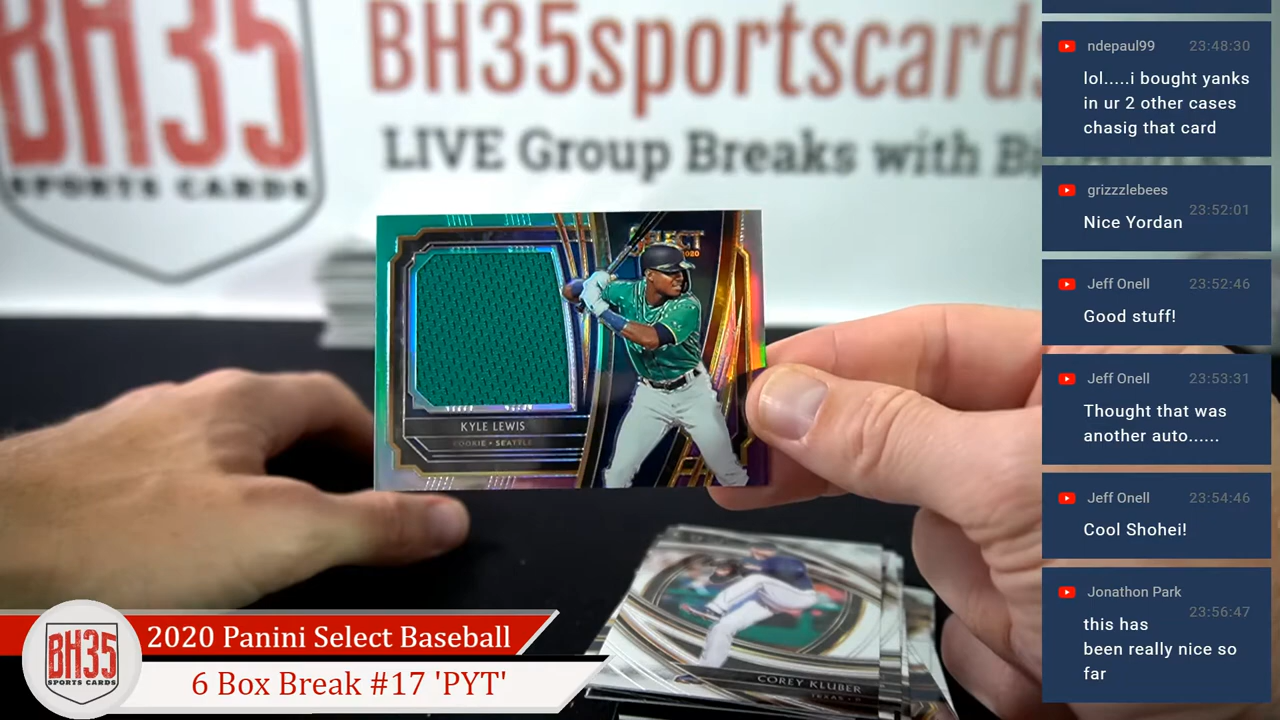 BH35
SPORTS CARDS
BH35sportscards
LIVE Group Breaks with
SELECT
2020
KYLE LEWIS
ROOKIE • SEATTLE
COREY KLUBER
TEXAS
BH35
SPORTS CARDS
2020 Panini Select Baseball
6 Box Break #17 'PYT'
ndepaul99 23:48:30
lol.....i bought yanks
in ur 2 other cases
chasig that card
grizzzlebees 23:52:01
Nice Yordan
Jeff Onell 23:52:46
Good stuff!
Jeff Onell 23:53:31
Thought that was
another auto......
Jeff Onell 23:54:46
Cool Shohei!
Jonathon Park 23:56:47
this has
been really nice so
far